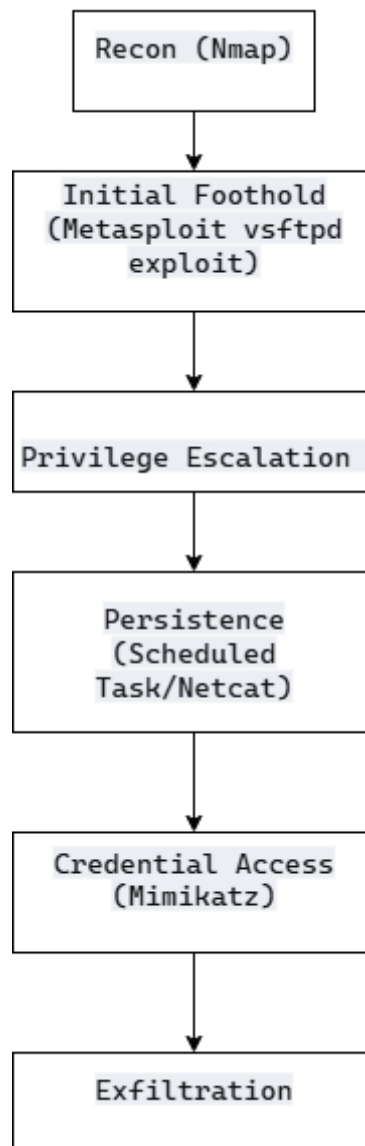 Recon (Nmap)
Initial Foothold
(Metasploit vsftpd
exploit)
Privilege Escalation
Persistence
(Scheduled
Task/Netcat)
Credential Access
(Mimikatz)
Exfiltration